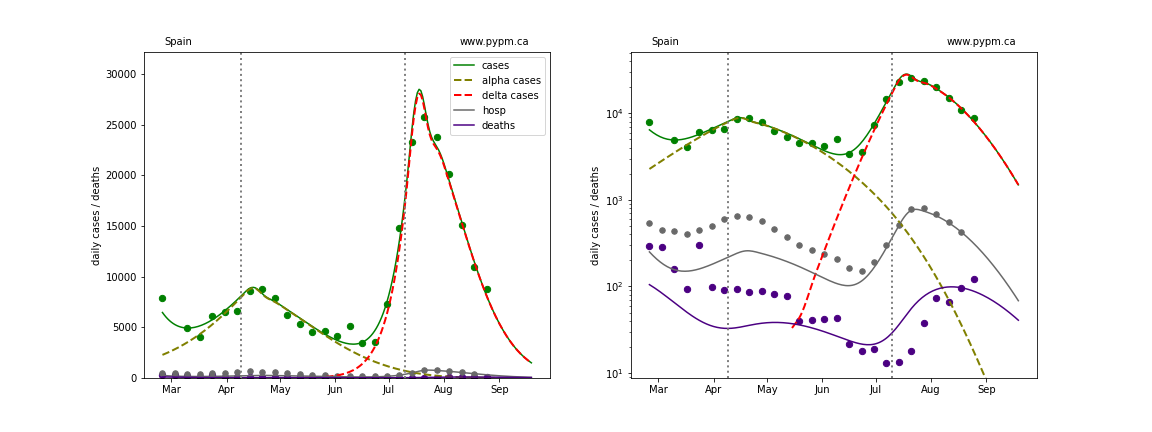 Spain www.pypm.ca
30000
25000
20000
15000
10000
5000
0
daily cases / deaths
Mar Apr May Jun Jul Aug Sep
cases
alpha cases
delta cases
hosp
deaths
Spain www.pypm.ca
10^4
10^3
10^2
10^1
daily cases / deaths
Mar Apr May Jun Jul Aug Sep